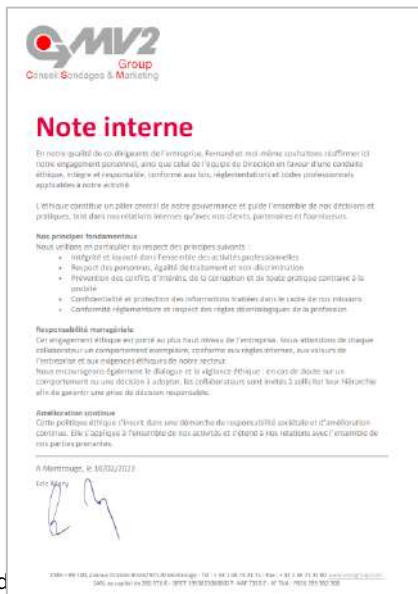 MV2
Group
Conseil Sondages & Marketing
Note interne
En notre qualité de co-dirigeants de l'entreprise, Fernand et moi-même souhaitons réaffirmer ici
notre engagement personnel, ainsi que celui de l'équipe de Direction en faveur d'une conduite
éthique, intègre et responsable, conforme aux lois, réglementations et codes professionnels
applicables à notre activité.
L'éthique constitue un pilier central de notre gouvernance et guide l'ensemble de nos décisions et
pratiques, tant dans nos relations internes qu'avec nos clients, partenaires et fournisseurs.
Nos principes fondamentaux
Nous veillons en particulier au respect des principes suivants :
• Intégrité et loyauté dans l'ensemble des activités professionnelles
• Respect des personnes, égalité de traitement et non-discrimination
• Prévention des conflits d'intérêts, de la corruption et de toute pratique contraire à la
probité
• Confidentialité et protection des informations traitées dans le cadre de nos missions
• Conformité réglementaire et respect des règles déontologiques de la profession
Responsabilité managériale
Cet engagement éthique est porté au plus haut niveau de l'entreprise. Nous attendons de chaque
collaborateur un comportement exemplaire, conforme aux règles internes, aux valeurs de
l'entreprise et aux exigences éthiques de notre secteur.
Nous encourageons également le dialogue et la vigilance éthique : en cas de doute sur un
comportement ou une décision à adopter, les collaborateurs sont invités à solliciter leur hiérarchie
afin de garantir une prise de décision responsable.
Amélioration continue
Cette politique éthique s'inscrit dans une démarche de responsabilité sociétale et d'amélioration
continue. Elle s'applique à l'ensemble de nos activités et s'étend à nos relations avec l'ensemble de
nos parties prenantes.
A Montrouge, le 10/02/2023
Eric Mary
d